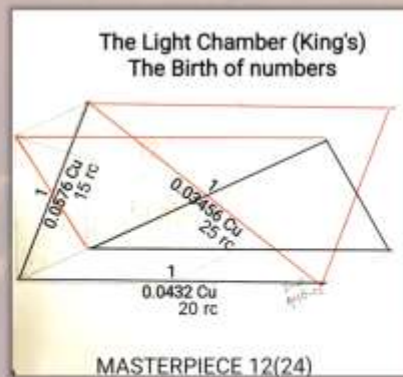 The Light Chamber (King's)
The Birth of numbers
1
0.0576 Cu
15 rc
1
0.03456 Cu
25 rc
1
0.0432 Cu
20 rc
MASTERPIECE 12(24)